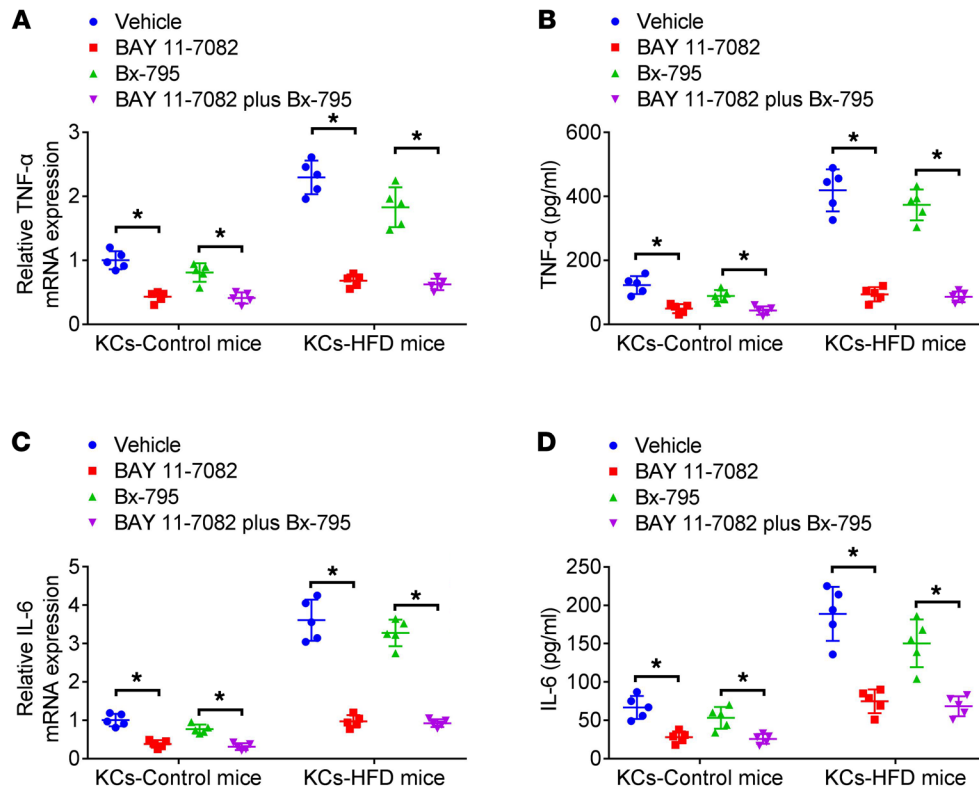 A
Vehicle
BAY 11-7082
Bx-795
BAY 11-7082 plus Bx-795
Relative TNF-α
mRNA expression
3
2
1
0
*
*
*
*
KCs-Control mice
KCs-HFD mice
B
Vehicle
BAY 11-7082
Bx-795
BAY 11-7082 plus Bx-795
TNF-α (pg/ml)
600
400
200
0
*
*
*
*
KCs-Control mice
KCs-HFD mice
C
Vehicle
BAY 11-7082
Bx-795
BAY 11-7082 plus Bx-795
Relative IL-6
mRNA expression
5
4
3
2
1
0
*
*
*
*
KCs-Control mice
KCs-HFD mice
D
Vehicle
BAY 11-7082
Bx-795
BAY 11-7082 plus Bx-795
IL-6 (pg/ml)
250
200
150
100
50
0
*
*
*
*
KCs-Control mice
KCs-HFD mice